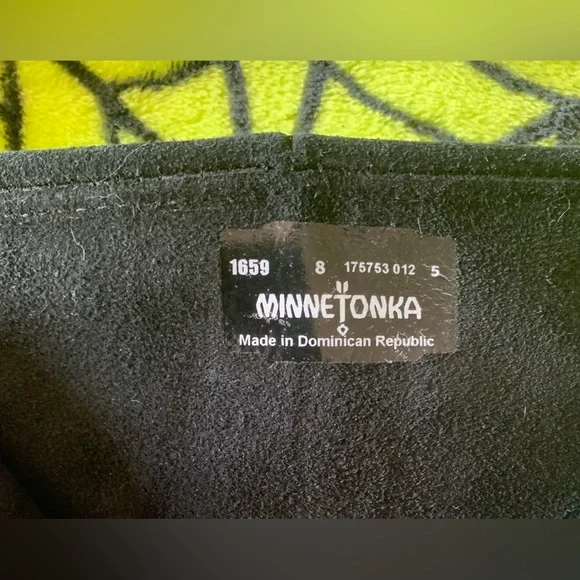 1659 8 175753 012 5
MINNETONKA
Made in Dominican Republic